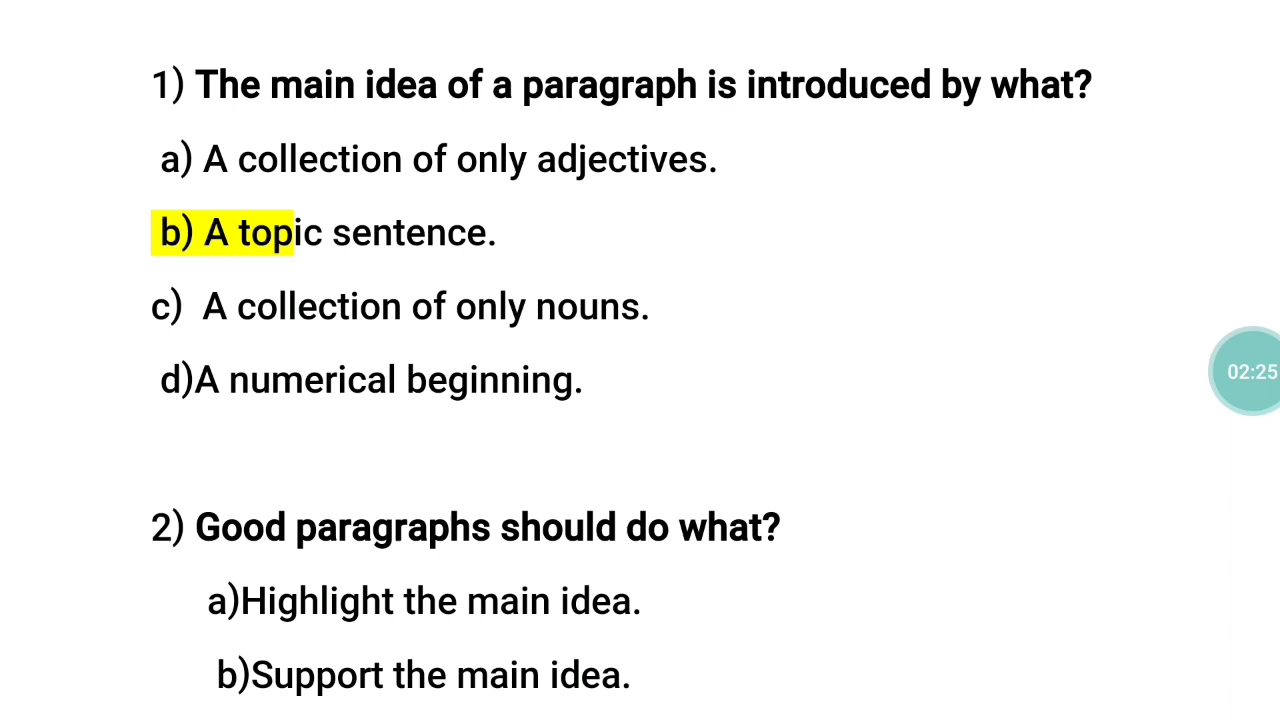 1) The main idea of a paragraph is introduced by what?
a) A collection of only adjectives.
b) A topic sentence.
c) A collection of only nouns.
d)A numerical beginning.
02:25
2) Good paragraphs should do what?
a)Highlight the main idea.
b)Support the main idea.